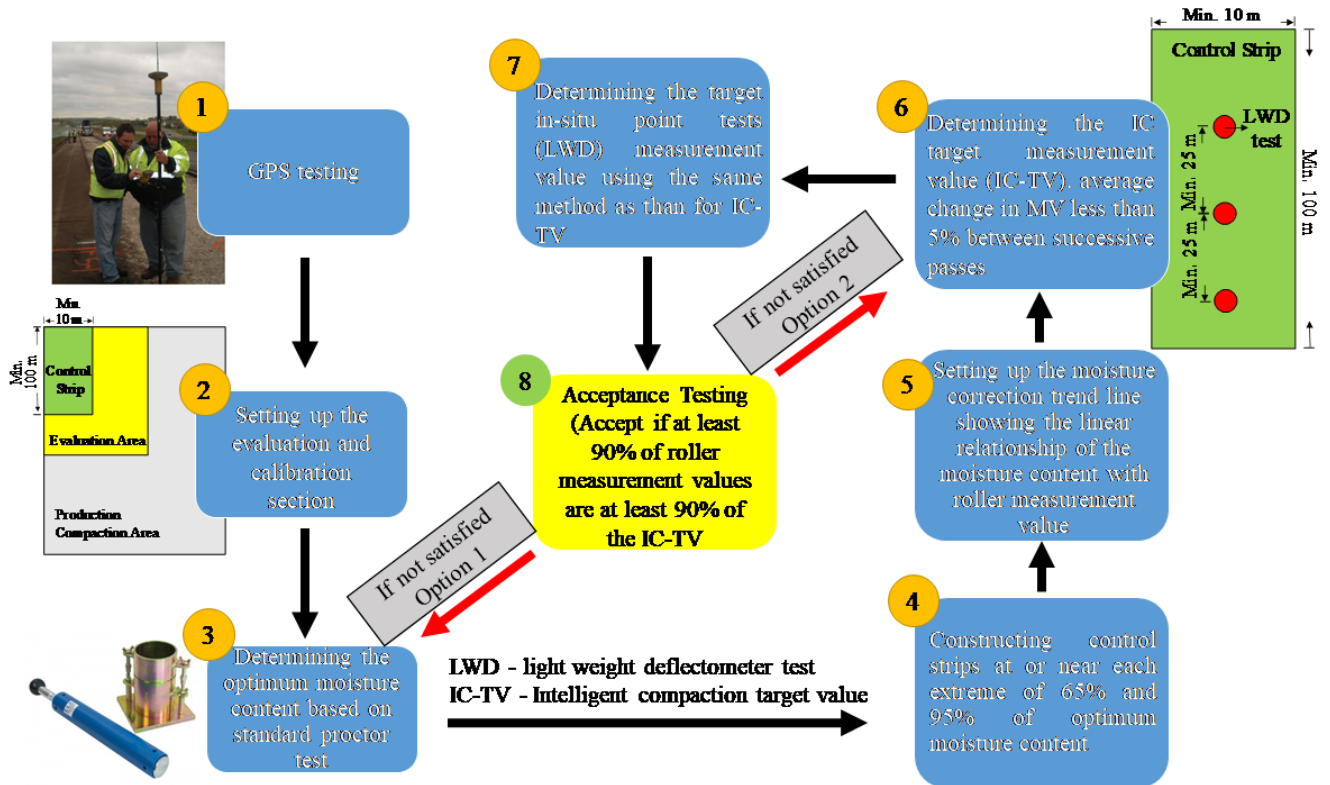 1
GPS testing
Min.
10 m
Min.
100 m
Control
Strip
Evaluation Area
Production
Compaction Area
2
Setting up the
evaluation and
calibration
section
3
Determining the
optimum moisture
content based on
standard proctor
test
LWD - light weight deflectometer test
IC-TV - Intelligent compaction target value
4
Constructing control
strips at or near each
extreme of 65% and
95% of optimum
moisture content
5
Setting up the moisture
correction trend line
showing the linear
relationship of the
moisture content with
roller measurement
value
6
Determining the IC
target measurement
value (IC-TV). average
change in MV less than
5% between successive
passes
Min. 10 m
Control Strip
LWD
test
Min. 25 m
Min. 25 m
Min. 100 m
7
Determining the target
in-situ point tests
(LWD) measurement
value using the same
method as than for IC-
TV
8
Acceptance Testing
(Accept if at least
90% of roller
measurement values
are at least 90% of
the IC-TV
If not satisfied
Option 1
If not satisfied
Option 2